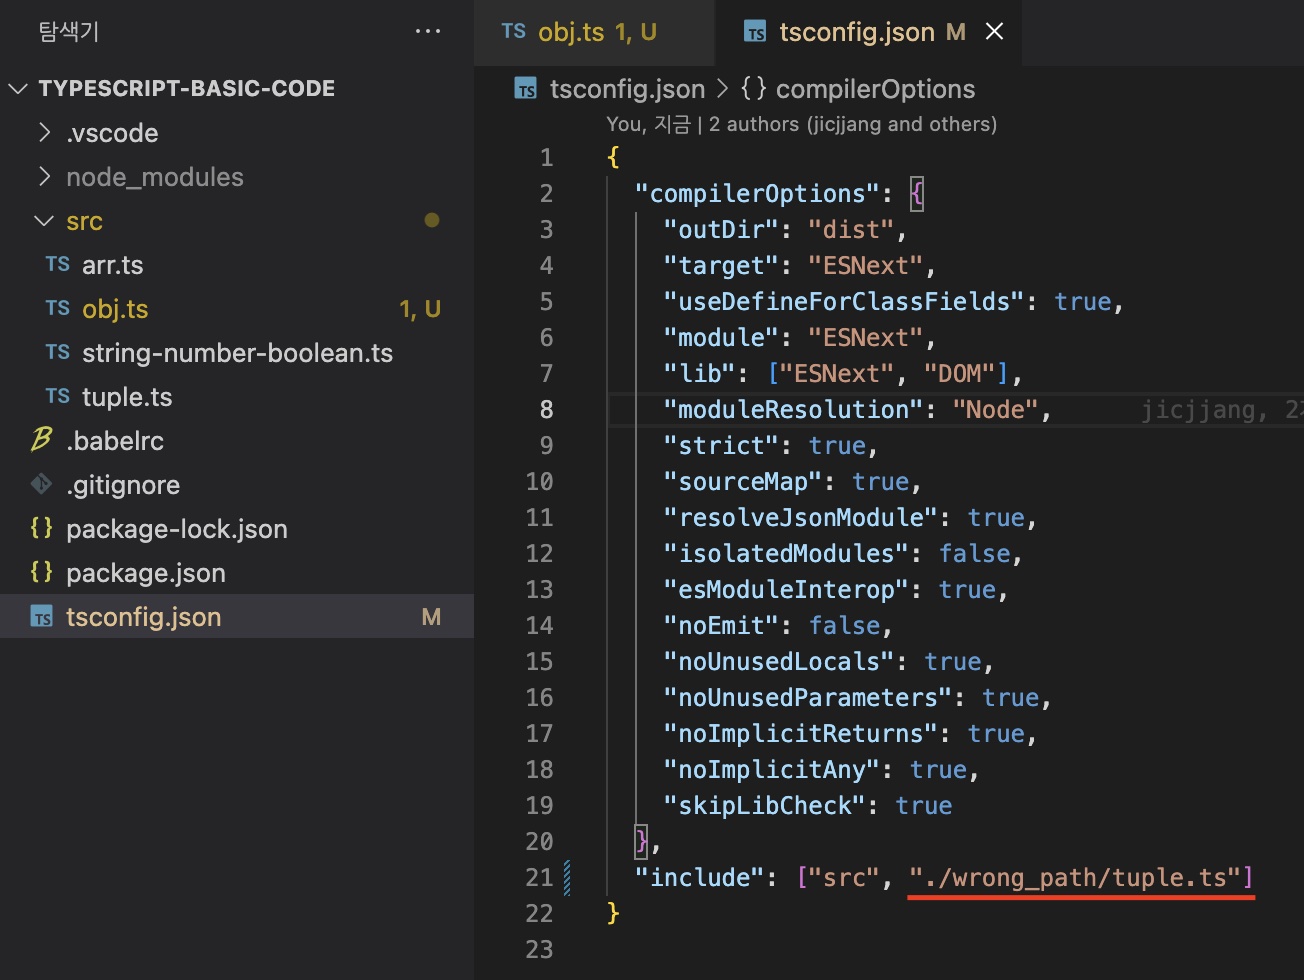 탐색기 ...
TYPESCRIPT-BASIC-CODE
.vscode
node_modules
src
TS arr.ts
TS obj.ts 1, U
TS string-number-boolean.ts
TS tuple.ts
.babelrc
.gitignore
{} package-lock.json
{} package.json
TS tsconfig.json M
TS obj.ts 1, U
TS tsconfig.json M
TS tsconfig.json > {} compilerOptions
You, 지금 | 2 authors (jicjjang and others)
1 {
2 "compilerOptions": {
3 "outDir": "dist",
4 "target": "ESNext",
5 "useDefineForClassFields": true,
6 "module": "ESNext",
7 "lib": ["ESNext", "DOM"],
8 "moduleResolution": "Node", jicjjang,
9 "strict": true,
10 "sourceMap": true,
11 "resolveJsonModule": true,
12 "isolatedModules": false,
13 "esModuleInterop": true,
14 "noEmit": false,
15 "noUnusedLocals": true,
16 "noUnusedParameters": true,
17 "noImplicitReturns": true,
18 "noImplicitAny": true,
19 "skipLibCheck": true
20 },
21 "include": ["src", "./wrong_path/tuple.ts"]
22 }
23